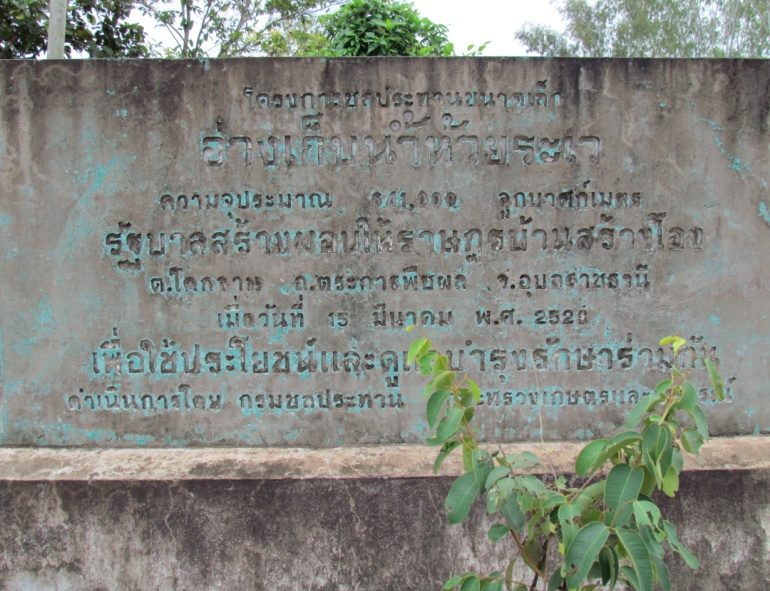 โครงการชลประทานขนาดเล็ก
อ่างเก็บน้ำห้วยระเว
ความจุประมาณ 641,000 ลูกบาศก์เมตร
รัฐบาลสร้างมอบให้ราษฎรบ้านสร้างโอง
ต.โคกจาน อ.ตระการพืชผล จ.อุบลราชธานี
เมื่อวันที่ 15 มีนาคม พ.ศ.
เพื่อใช้ประโยชน์และดูแลบำรุงรักษาร่วมกัน
ดำเนินการโดย กรมชลประทาน